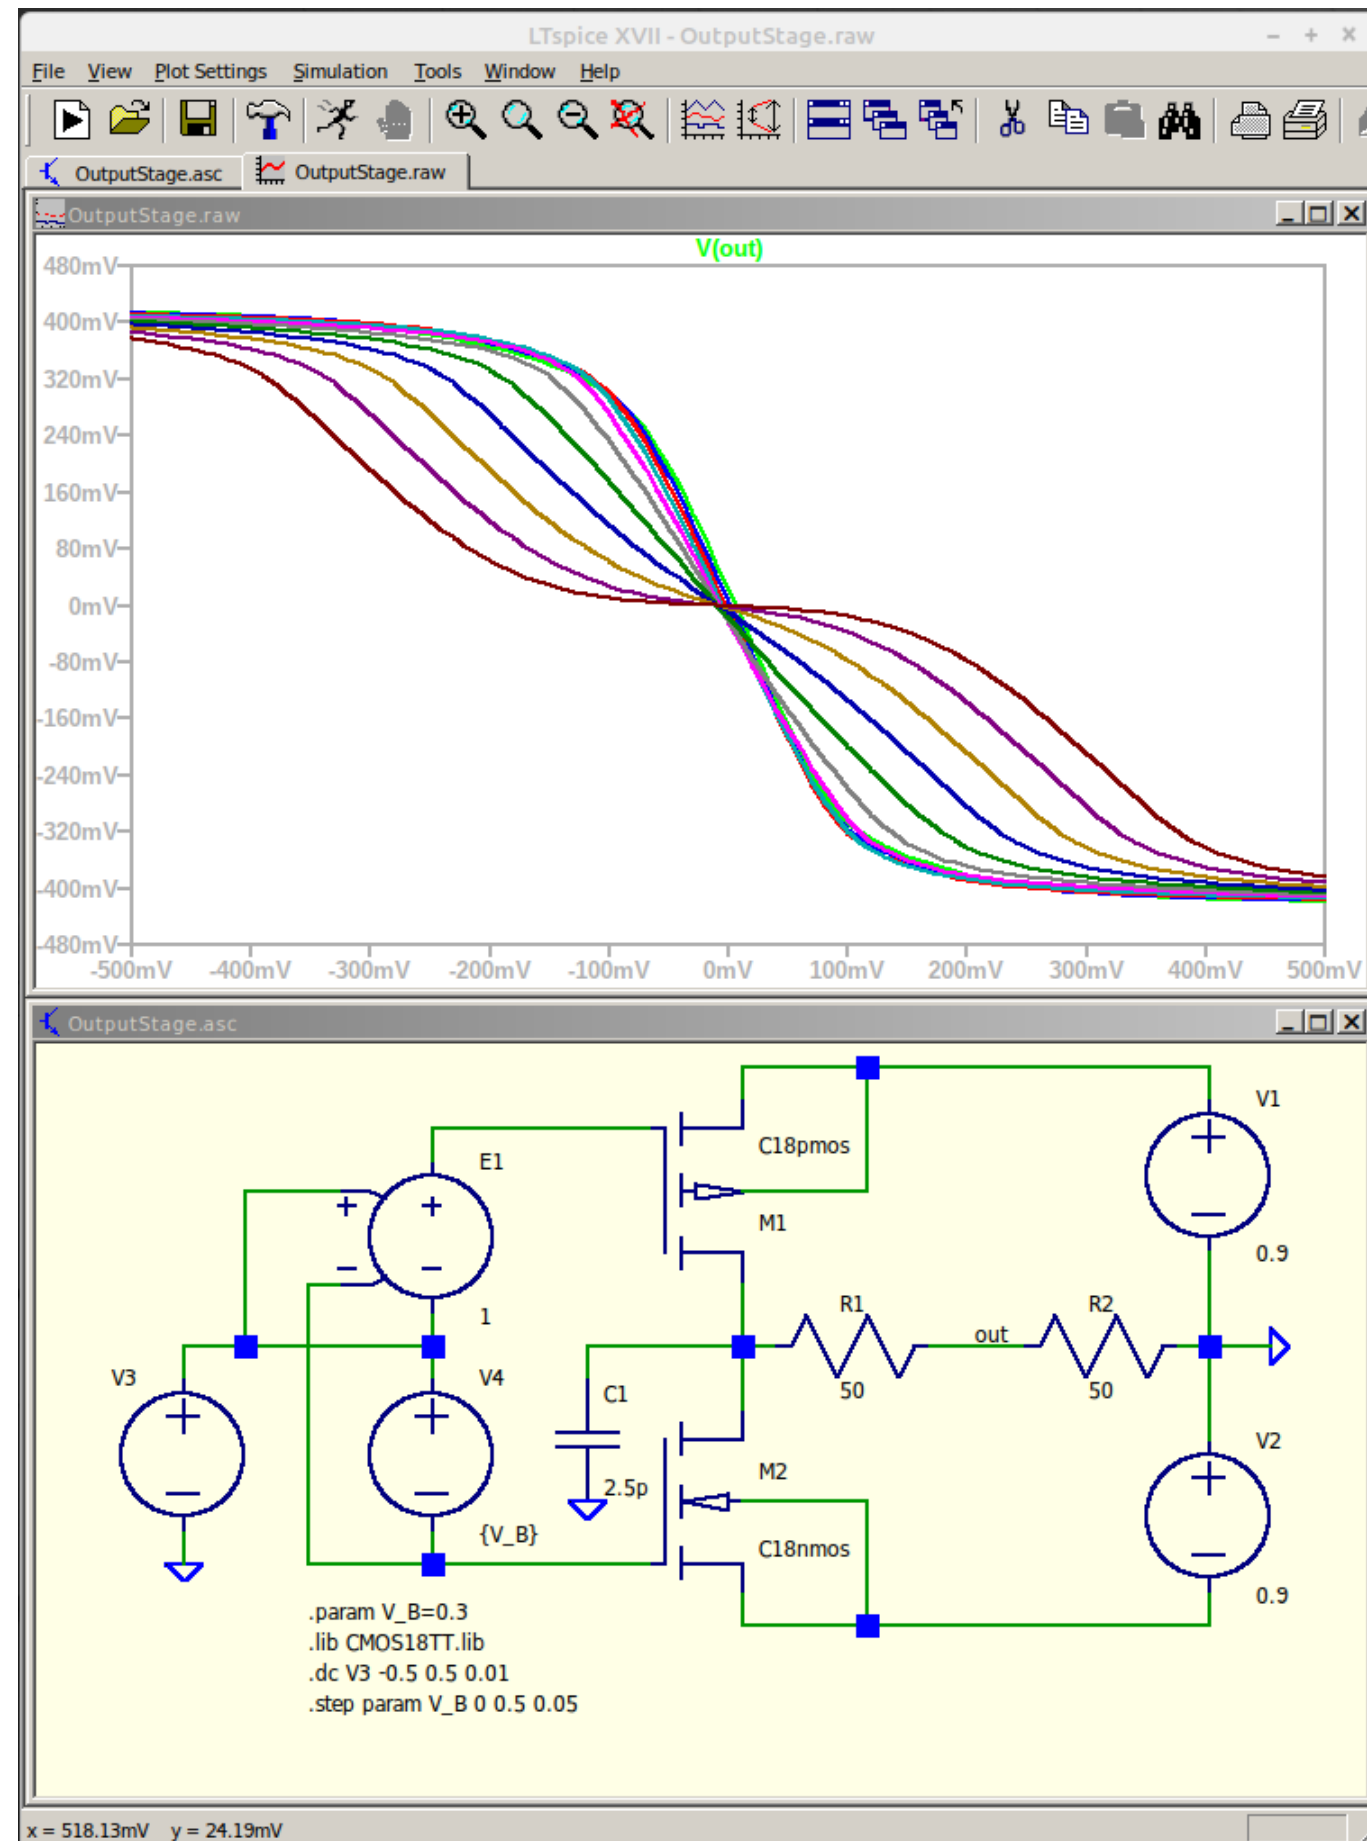 LTspice XVII - OutputStage.raw
File View Plot Settings Simulation Tools Window Help
OutputStage.asc OutputStage.raw
OutputStage.raw
V(out)
480mV
400mV
320mV
240mV
160mV
80mV
0mV
-80mV
-160mV
-240mV
-320mV
-400mV
-480mV
-500mV -400mV -300mV -200mV -100mV 0mV 100mV 200mV 300mV 400mV 500mV
OutputStage.asc
V1
C18pmos
E1
M1
0.9
1
R1
R2
out
V3
V4
C1
50
50
V2
M2
2.5p
{V_B}
C18nmos
0.9
.param V_B=0.3
.lib CMOS18TT.lib
.dc V3 -0.5 0.5 0.01
.step param V_B 0 0.5 0.05
x = 518.13mV y = 24.19mV